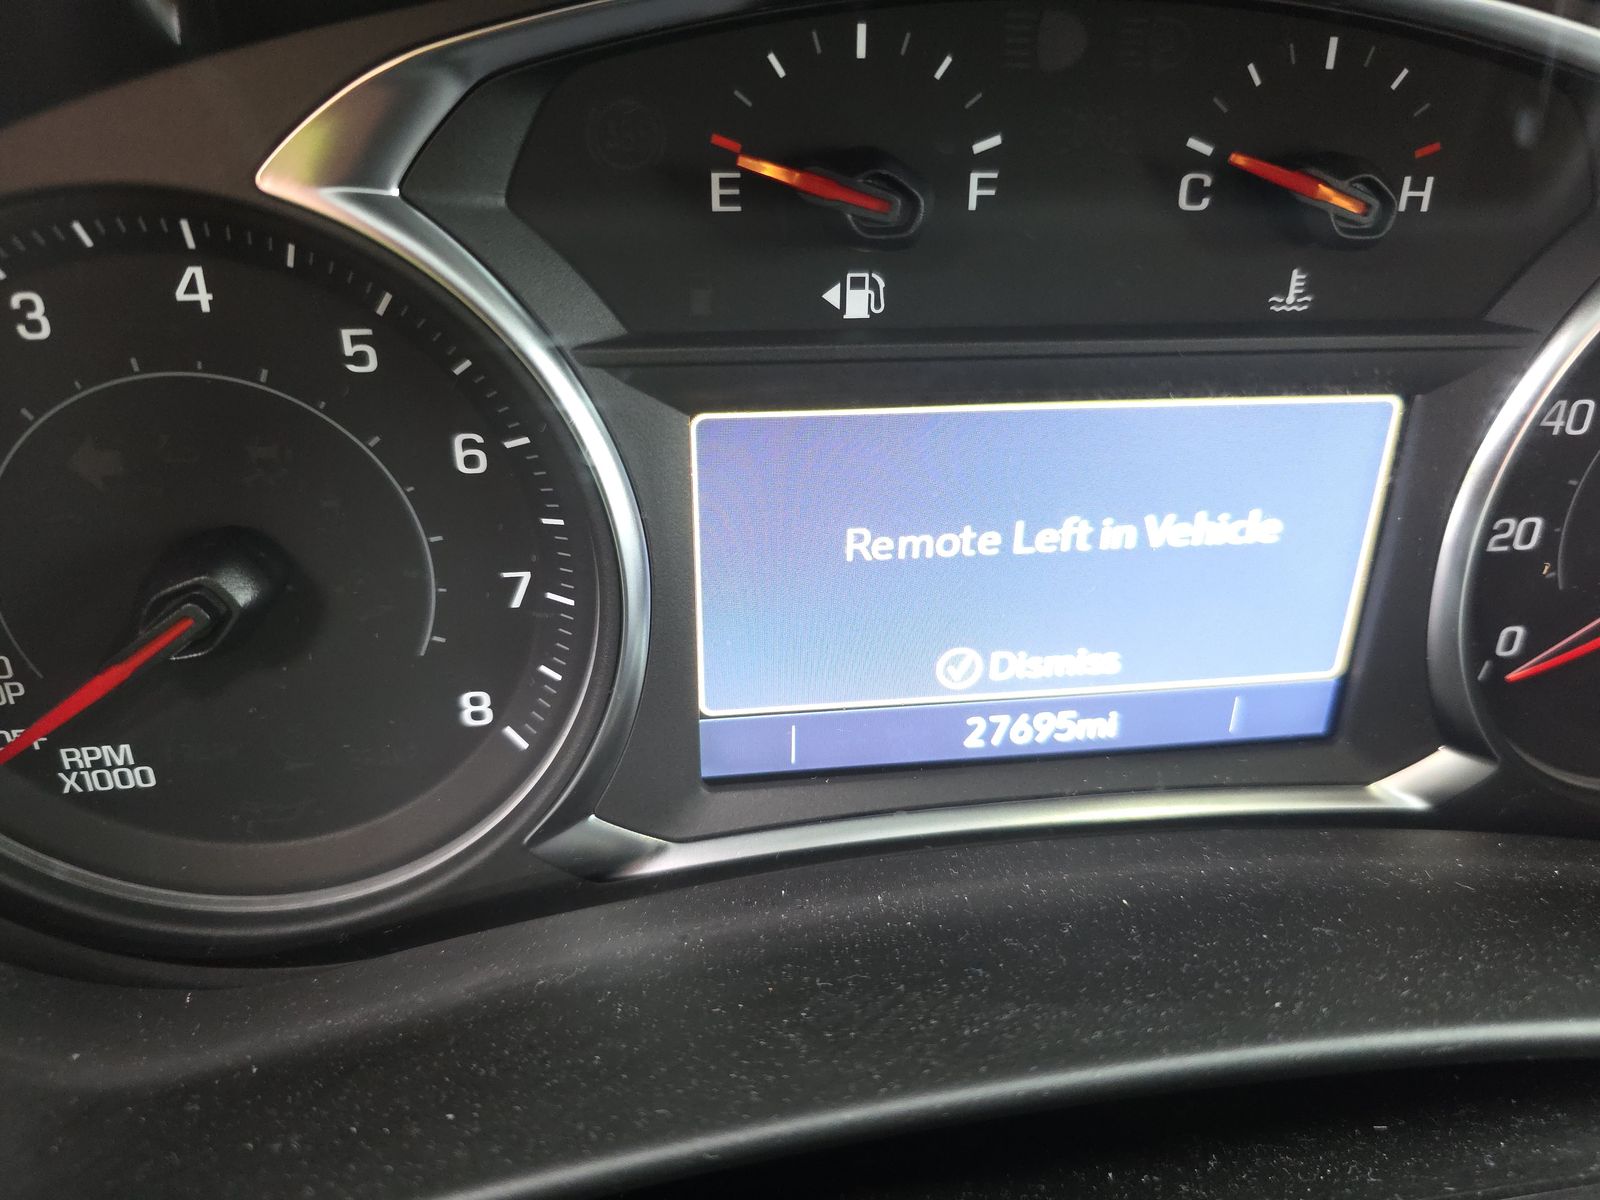 E F
C H
3
4
5
6
7
8
RPM
X1000
Remote Left in Vehicle
Dismiss
27695mi
40
20
0